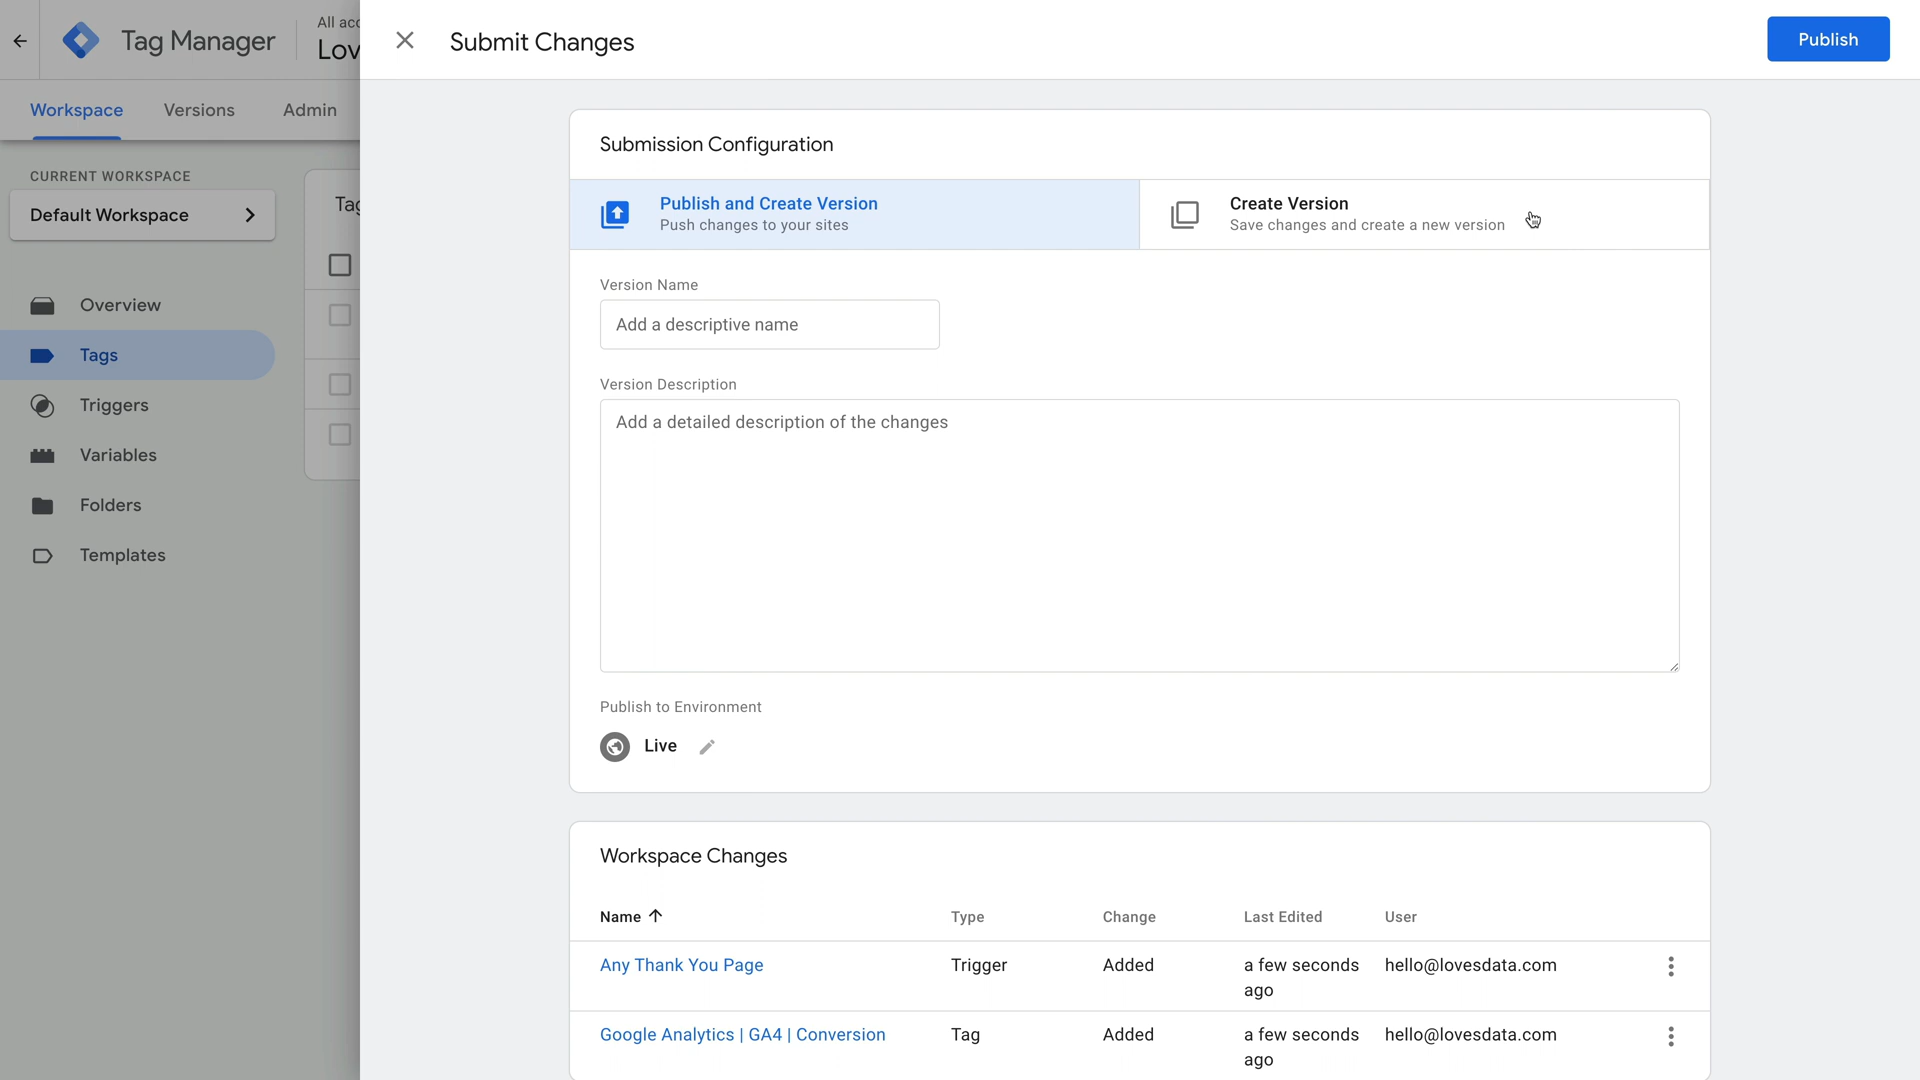 All acc
Tag Manager
Lov
Submit Changes
Publish
Workspace
Versions
Admin
CURRENT WORKSPACE
Default Workspace
Overview
Tags
Triggers
Variables
Folders
Templates
Tag
Submission Configuration
Publish and Create Version
Push changes to your sites
Create Version
Save changes and create a new version
Version Name
Add a descriptive name
Version Description
Add a detailed description of the changes
Publish to Environment
Live
Workspace Changes
Name Type Change Last Edited User
Any Thank You Page Trigger Added a few seconds hello@lovesdata.com
ago
Google Analytics | GA4 | Conversion Tag Added a few seconds hello@lovesdata.com
ago